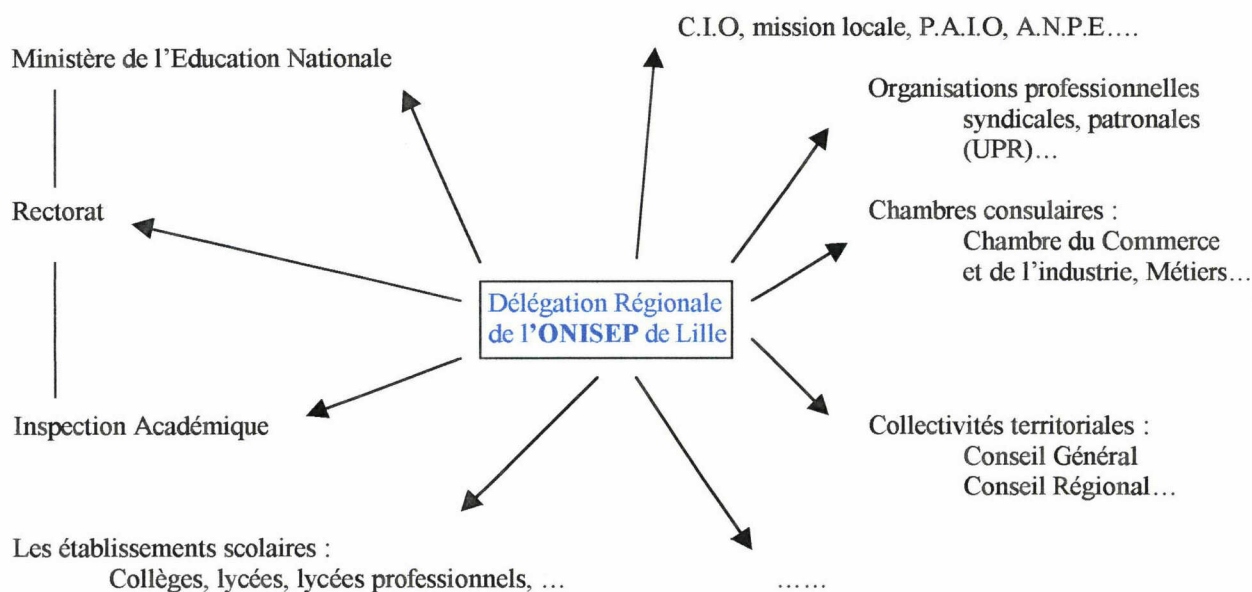 C.I.O, mission locale, P.A.I.O, A.N.P.E….
Ministère de l’Education Nationale
Organisations professionnelles
syndicales, patronales
(UPR)…
Rectorat
Chambres consulaires :
Chambre du Commerce
et de l’industrie, Métiers…
Délégation Régionale
de l’ONISEP de Lille
Inspection Académique
Collectivités territoriales :
Conseil Général
Conseil Régional…
Les établissements scolaires :
Collèges, lycées, lycées professionnels, …
……